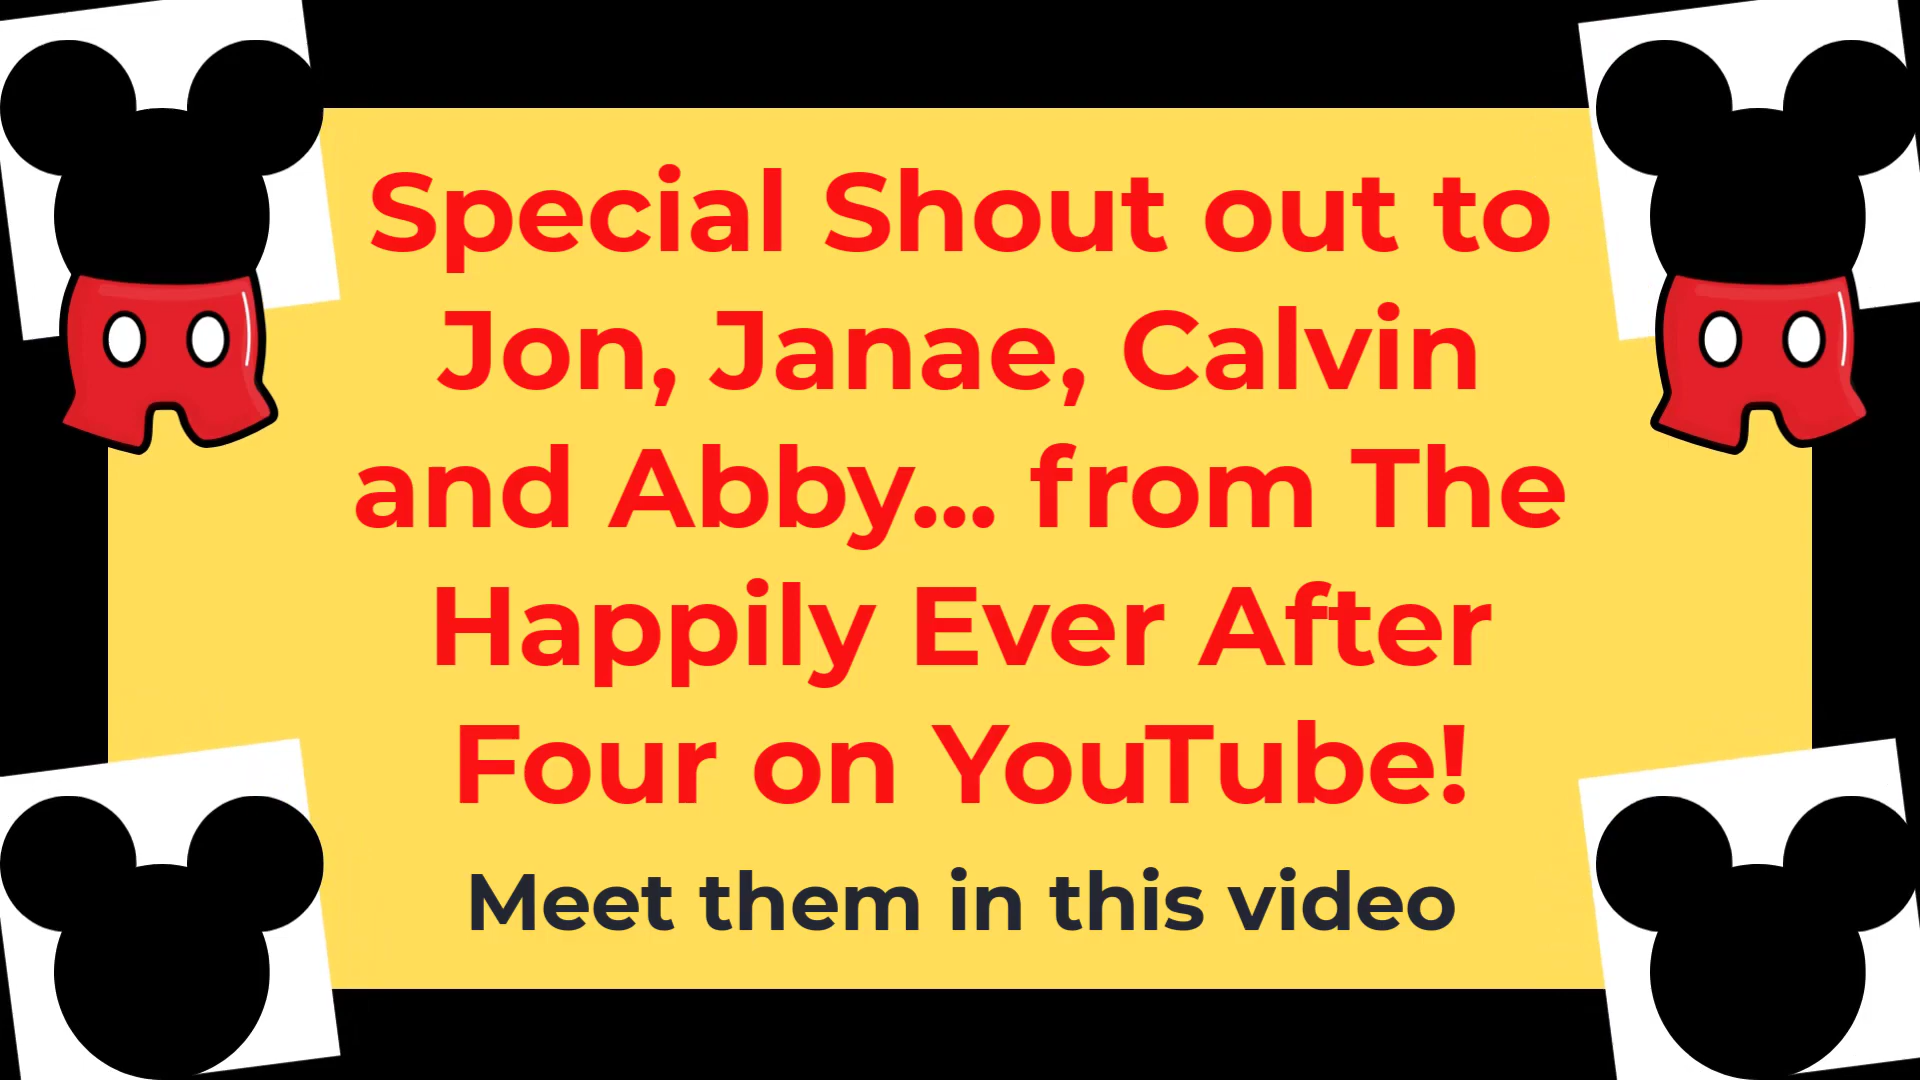 Special Shout out to
Jon, Janae, Calvin
and Abby... from The
Happily Ever After
Four on YouTube!
Meet them in this video